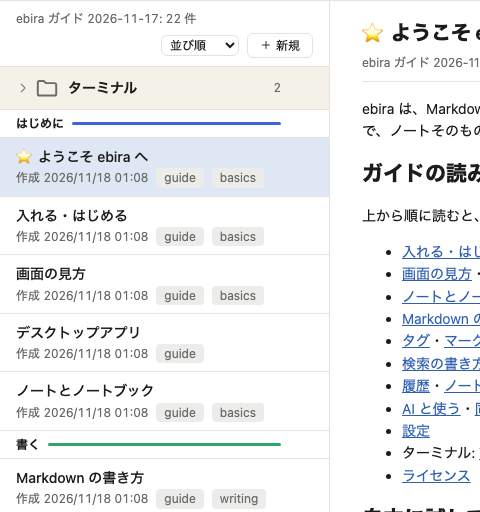 ebira ガイド 2026-11-17: 22 件
並び順
＋ 新規
ターミナル
2
はじめに
⭐ ようこそ ebira へ
作成 2026/11/18 01:08 guide basics
入れる・はじめる
作成 2026/11/18 01:08 guide basics
画面の見方
作成 2026/11/18 01:08 guide basics
デスクトップアプリ
作成 2026/11/18 01:08 guide
ノートとノートブック
作成 2026/11/18 01:08 guide basics
書く
Markdown の書き方
作成 2026/11/18 01:08 guide writing
⭐ ようこそ
ebira ガイド 2026-11
ebira は、Markdov
で、ノートそのもの
ガイドの読み
上から順に読むと、
入れる・はじ
画面の見方・
ノートとノー
Markdown の
タグ・マーク
検索の書き方
履歴・ノート
AI と使う・
設定
ターミナル:
ライセンス